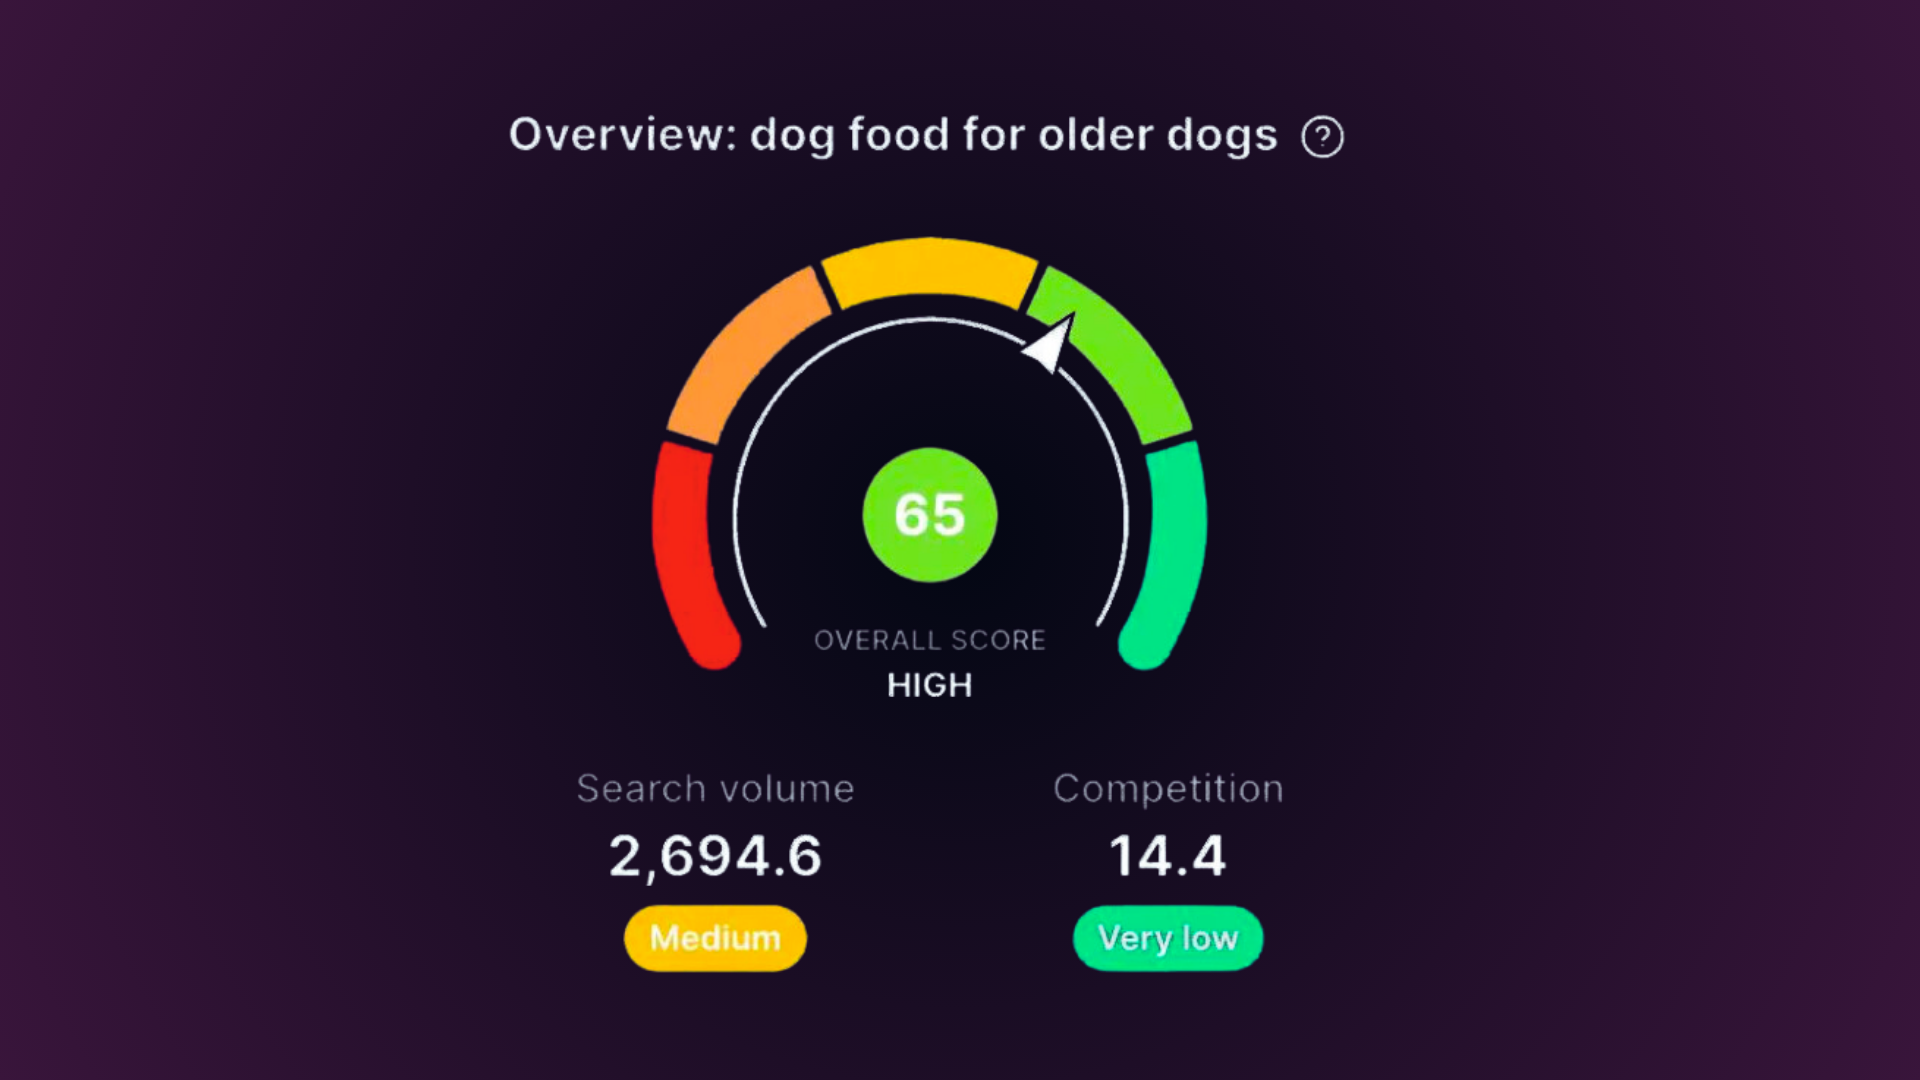 Overview: dog food for older dogs ?
65
OVERALL SCORE
HIGH
Search volume
2,694.6
Medium
Competition
14.4
Very low